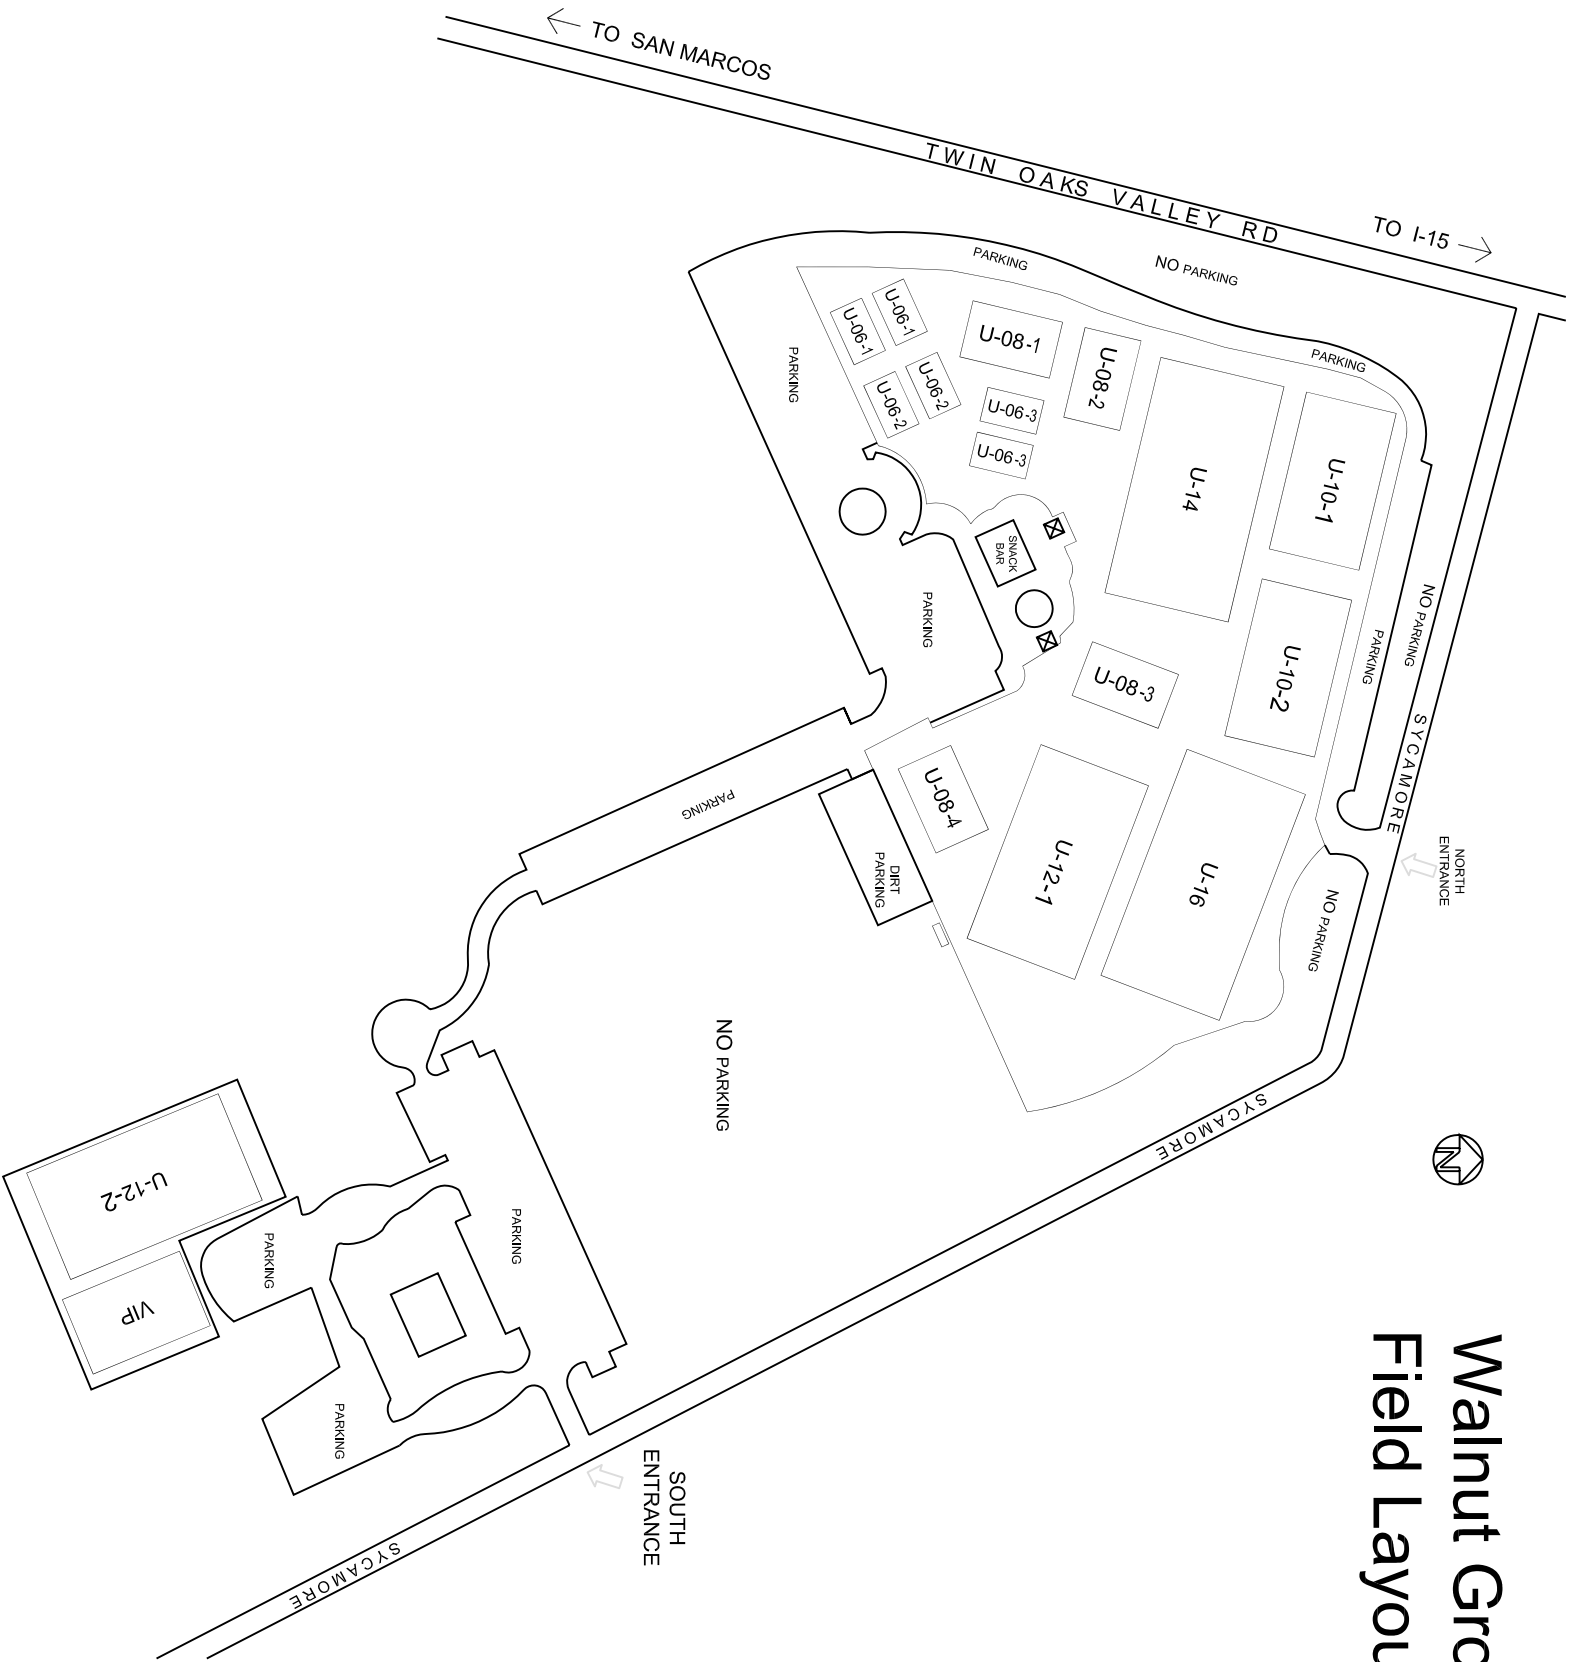 Walnut Gro
Field Layou
TO SAN MARCOS
TWIN OAKS VALLEY RD
TO I-15
PARKING
NO PARKING
PARKING
U-06-1
U-06-1
U-06-2
U-06-2
U-08-1
U-08-2
U-06-3
U-06-3
U-14
U-10-1
U-10-2
PARKING
PARKING
SNACK
BAR
NO PARKING
PARKING
SYCAMORE
U-08-3
U-08-4
U-12-1
U-16
NORTH
ENTRANCE
NO PARKING
PARKING
DIRT
PARKING
NO PARKING
SYCAMORE
N
U-12-2
VIP
PARKING
PARKING
PARKING
SOUTH
ENTRANCE
SYCAMORE